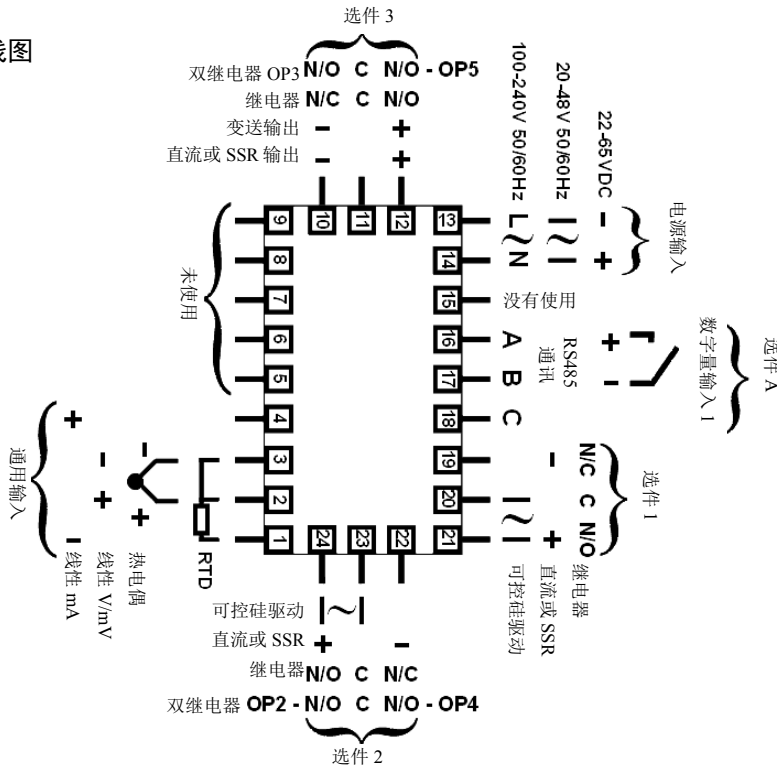 线图
选件 3
双继电器 OP3 N/O C N/O - OP5
继电器 N/C C N/O
变送输出 - +
直流或 SSR 输出 - +
100-240V 50/60Hz L ~ N
20-48V 50/60Hz ~
22-65VDC - +
电源输入
9 10 11 12 13
8 14
7 15 没有使用
6 16 A
5 17 B
4 18 C
3 19
2 20
1 24 23 22 21
未使用
RS485
通讯
+ -
数字量输入 1
选件 A
N/C C N/O
继电器
- + 直流或 SSR
~ 可控硅驱动
选件 1
通用输入
+ - 线性 mA
- + 线性 V/mV
- + 热电偶
RTD
可控硅驱动 ~
直流或 SSR + -
继电器 N/O C N/C
双继电器 OP2 - N/O C N/O - OP4
选件 2